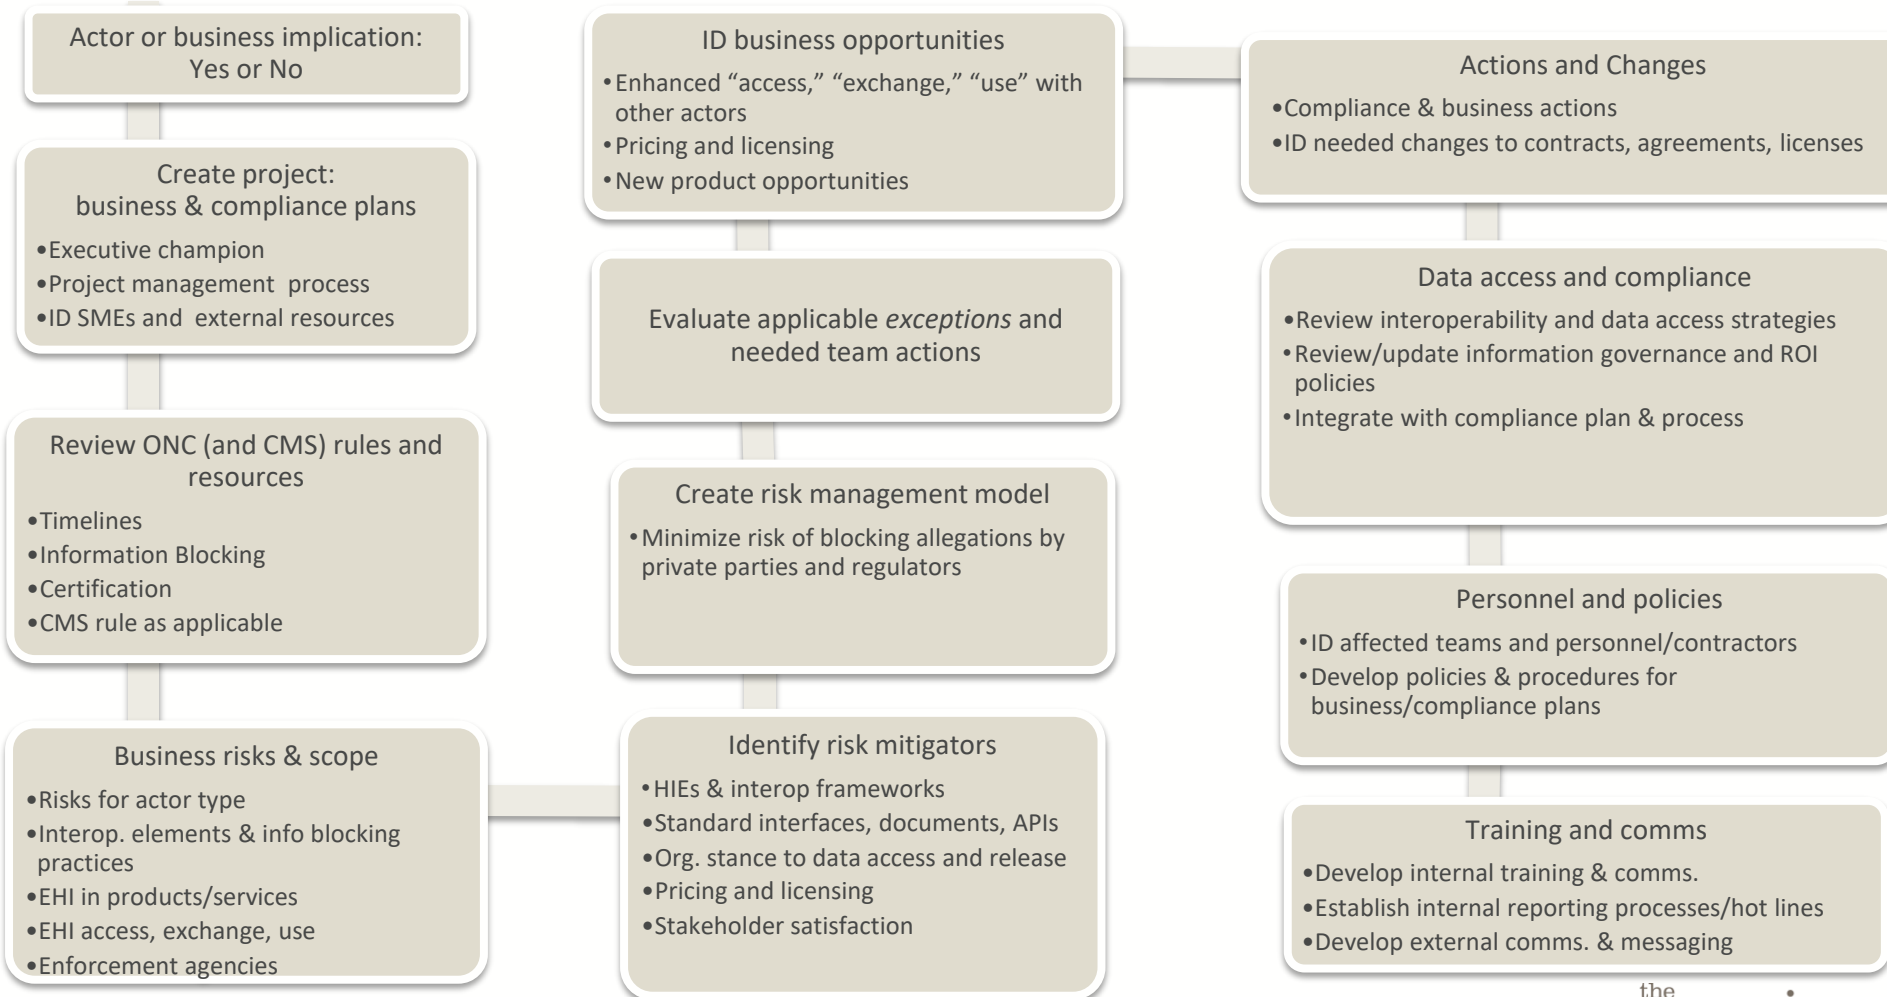 Actor or business implication:
Yes or No
Create project:
business & compliance plans
•Executive champion
•Project management process
•ID SMEs and external resources
Review ONC (and CMS) rules and
resources
•Timelines
•Information Blocking
•Certification
•CMS rule as applicable
Business risks & scope
•Risks for actor type
•Interop. elements & info blocking
practices
•EHI in products/services
•EHI access, exchange, use
•Enforcement agencies
ID business opportunities
•Enhanced “access,” “exchange,” “use” with
other actors
•Pricing and licensing
•New product opportunities
Evaluate applicable exceptions and
needed team actions
Create risk management model
•Minimize risk of blocking allegations by
private parties and regulators
Identify risk mitigators
•HIEs & interop frameworks
•Standard interfaces, documents, APIs
•Org. stance to data access and release
•Pricing and licensing
•Stakeholder satisfaction
Actions and Changes
•Compliance & business actions
•ID needed changes to contracts, agreements, licenses
Data access and compliance
•Review interoperability and data access strategies
•Review/update information governance and ROI
policies
•Integrate with compliance plan & process
Personnel and policies
•ID affected teams and personnel/contractors
•Develop policies & procedures for
business/compliance plans
Training and comms
•Develop internal training & comms.
•Establish internal reporting processes/hot lines
•Develop external comms. & messaging
the